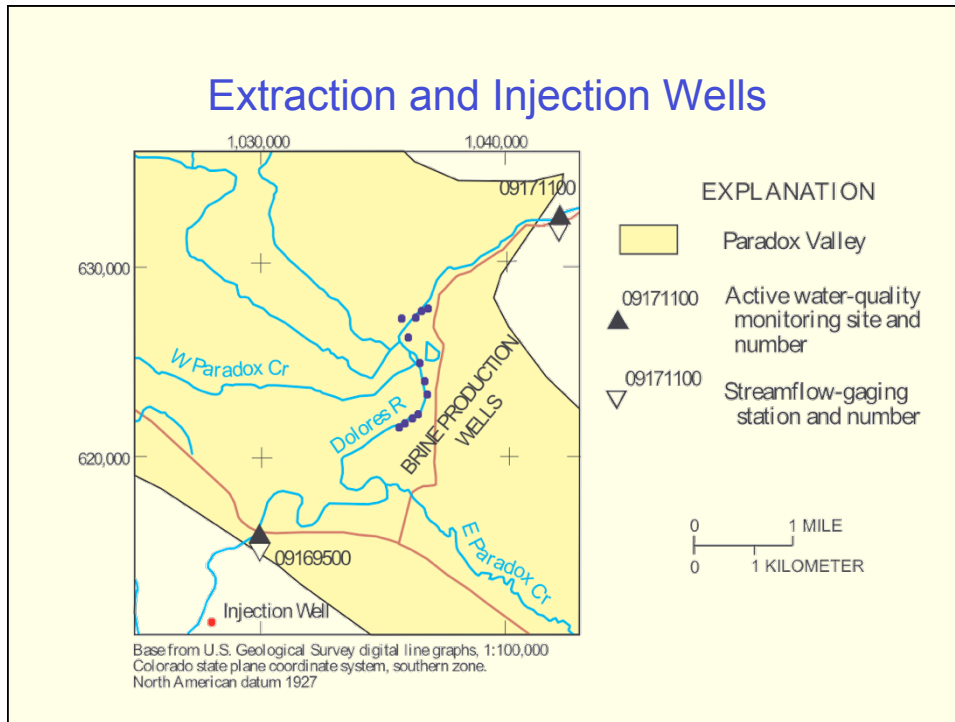 Extraction and Injection Wells
1,030,000
1,040,000
09171100
630,000
W Paradox Cr
Dolores R
BRINE PRODUCTION
WELLS
620,000
E Paradox Cr
09169500
Injection Well
Base from U.S. Geological Survey digital line graphs, 1:100,000
Colorado state plane coordinate system, southern zone.
North American datum 1927
EXPLANATION
Paradox Valley
09171100
Active water-quality
monitoring site and
number
09171100
Streamflow-gaging
station and number
0
1 MILE
0
1 KILOMETER